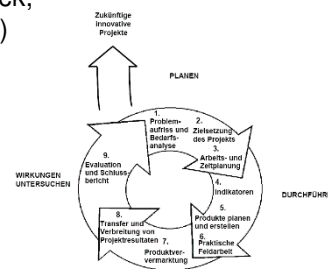 ck,
)
Zukünftige
innovative
Projekte
PLANEN
1.
Problem-
aufriss und
Bedarfs-
analyse
2.
Zielsetzung
des Projekts
3.
Arbeits- und
Zeitplanung
4.
Indikatoren
DURCHFÜHR
5.
Produkte planen
und erstellen
6.
Praktische
Feldarbeit
7.
Produktver-
vermarktung
8.
Transfer und
Verbreitung von
Projektresultaten
WIRKUNGEN
UNTERSUCHEN
9.
Evaluation
und Schluss-
bericht